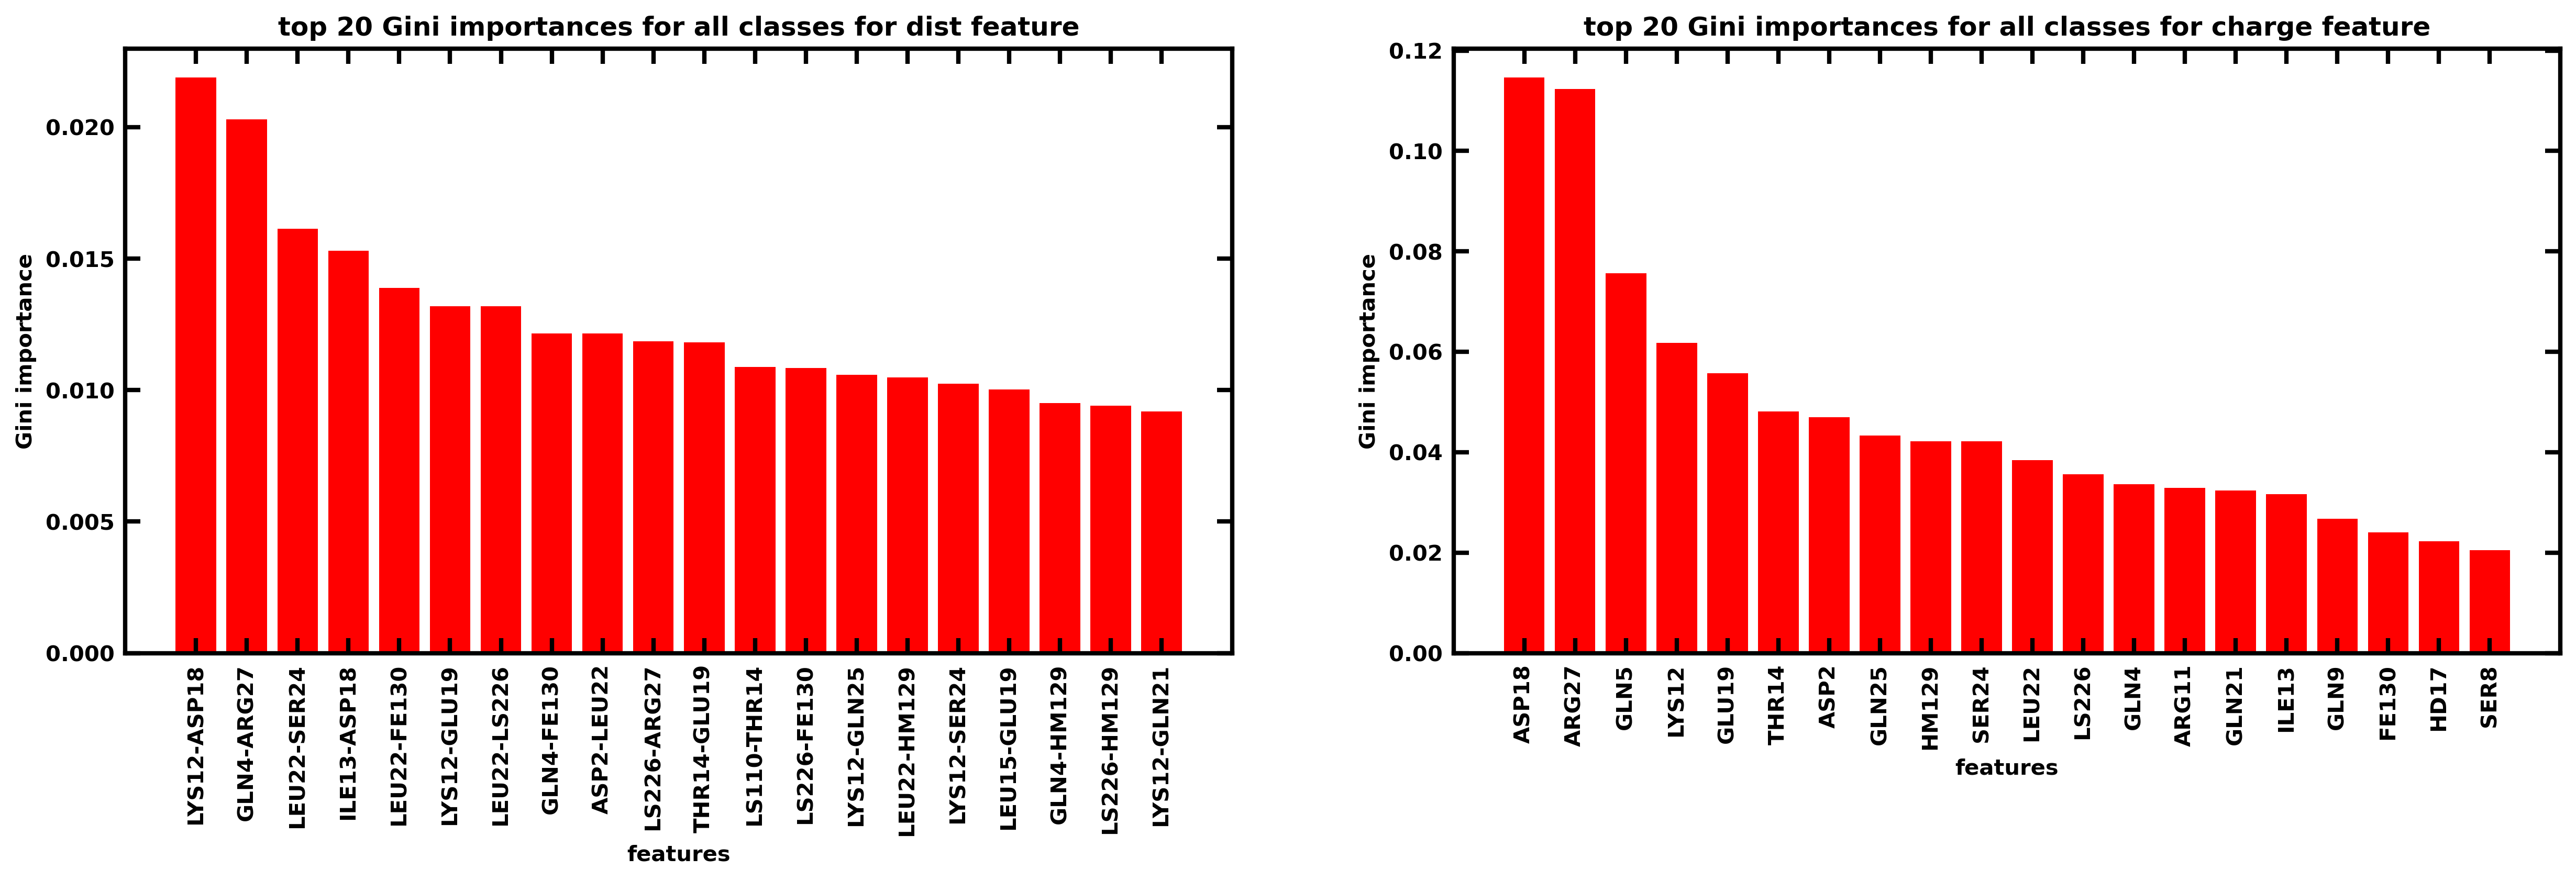 top 20 Gini importances for all classes for dist feature
Gini importance
0.020
0.015
0.010
0.005
0.000
LYS12-ASP18
GLN4-ARG27
LEU22-SER24
ILE13-ASP18
LEU22-FE130
LYS12-GLU19
LEU22-LS226
GLN4-FE130
ASP2-LEU22
LS226-ARG27
THR14-GLU19
LS110-THR14
LS226-FE130
LYS12-GLN25
LEU22-HM129
LYS12-SER24
LEU15-GLU19
GLN4-HM129
LS226-HM129
LYS12-GLN21
features
top 20 Gini importances for all classes for charge feature
Gini importance
0.12
0.10
0.08
0.06
0.04
0.02
0.00
ASP18
ARG27
GLN5
LYS12
GLU19
THR14
ASP2
GLN25
HM129
SER24
LEU22
LS226
GLN4
ARG11
GLN21
ILE13
GLN9
FE130
HD17
SER8
features